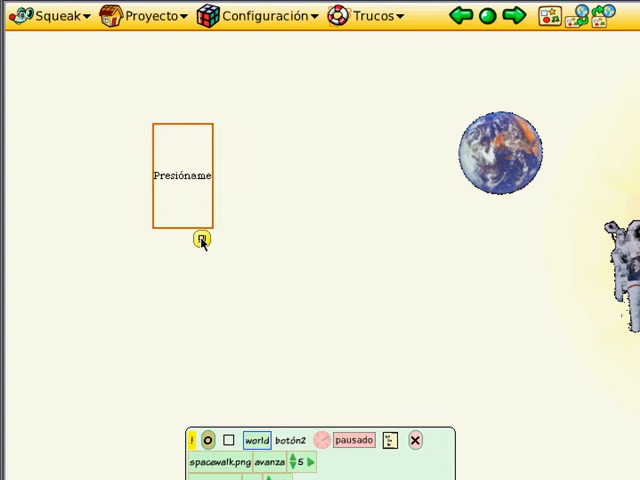 Squeak Proyecto Configuración Trucos
Presióname
! world botón2 pausado
spacewalk.png avanza 5